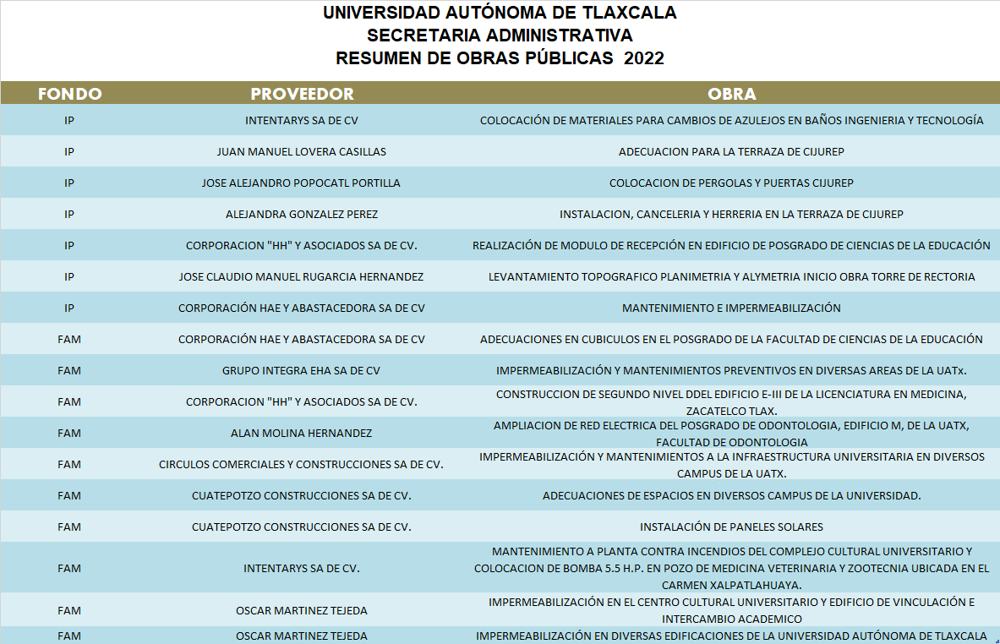 UNIVERSIDAD AUTÓNOMA DE TLAXCALA
SECRETARIA ADMINISTRATIVA
RESUMEN DE OBRAS PÚBLICAS 2022
FONDO PROVEEDOR OBRA
IP INTENTARYS SA DE CV COLOCACIÓN DE MATERIALES PARA CAMBIOS DE AZULEJOS EN BAÑOS INGENIERIA Y TECNOLOGÍA
IP JUAN MANUEL LOVERA CASILLAS ADECUACION PARA LA TERRAZA DE CIJUREP
IP JOSE ALEJANDRO POPOCATL PORTILLA COLOCACION DE PERGOLAS Y PUERTAS CIJUREP
IP ALEJANDRA GONZALEZ PEREZ INSTALACION, CANCELERIA Y HERRERIA EN LA TERRAZA DE CIJUREP
IP CORPORACION "HH" Y ASOCIADOS SA DE CV. REALIZACIÓN DE MODULO DE RECEPCIÓN EN EDIFICIO DE POSGRADO DE CIENCIAS DE LA EDUCACIÓN
IP JOSE CLAUDIO MANUEL RUGARCIA HERNANDEZ LEVANTAMIENTO TOPOGRAFICO PLANIMETRIA Y ALYMETRIA INICIO OBRA TORRE DE RECTORIA
IP CORPORACIÓN HAE Y ABASTACEDORA SA DE CV MANTENIMIENTO E IMPERMEABILIZACIÓN
FAM CORPORACIÓN HAE Y ABASTACEDORA SA DE CV ADECUACIONES EN CUBICULOS EN EL POSGRADO DE LA FACULTAD DE CIENCIAS DE LA EDUCACIÓN
FAM GRUPO INTEGRA EHA SA DE CV IMPERMEABILIZACIÓN Y MANTENIMIENTOS PREVENTIVOS EN DIVERSAS AREAS DE LA UATx.
FAM CORPORACION "HH" Y ASOCIADOS SA DE CV. CONSTRUCCION DE SEGUNDO NIVEL DDEL EDIFICIO E-III DE LA LICENCIATURA EN MEDICINA,
ZACATELCO TLAX.
FAM ALAN MOLINA HERNANDEZ AMPLIACION DE RED ELECTRICA DEL POSGRADO DE ODONTOLOGIA, EDIFICIO M, DE LA UATX,
FACULTAD DE ODONTOLOGIA
FAM CIRCULOS COMERCIALES Y CONSTRUCCIONES SA DE CV. IMPERMEABILIZACIÓN Y MANTENIMIENTOS A LA INFRAESTRUCTURA UNIVERSITARIA EN DIVERSOS
CAMPUS DE LA UATX.
FAM CUATEPOTZO CONSTRUCCIONES SA DE CV. ADECUACIONES DE ESPACIOS EN DIVERSOS CAMPUS DE LA UNIVERSIDAD.
FAM CUATEPOTZO CONSTRUCCIONES SA DE CV. INSTALACIÓN DE PANELES SOLARES
FAM INTENTARYS SA DE CV. MANTENIMIENTO A PLANTA CONTRA INCENDIOS DEL COMPLEJO CULTURAL UNIVERSITARIO Y
COLOCACION DE BOMBA 5.5 H.P. EN POZO DE MEDICINA VETERINARIA Y ZOOTECNIA UBICADA EN EL
CARMEN XALPATLAHUAYA.
FAM OSCAR MARTINEZ TEJEDA IMPERMEABILIZACIÓN EN EL CENTRO CULTURAL UNIVERSITARIO Y EDIFICIO DE VINCULACIÓN E
INTERCAMBIO ACADEMICO
FAM OSCAR MARTINEZ TEJEDA IMPERMEABILIZACIÓN EN DIVERSAS EDIFICACIONES DE LA UNIVERSIDAD AUTÓNOMA DE TLAXCALA